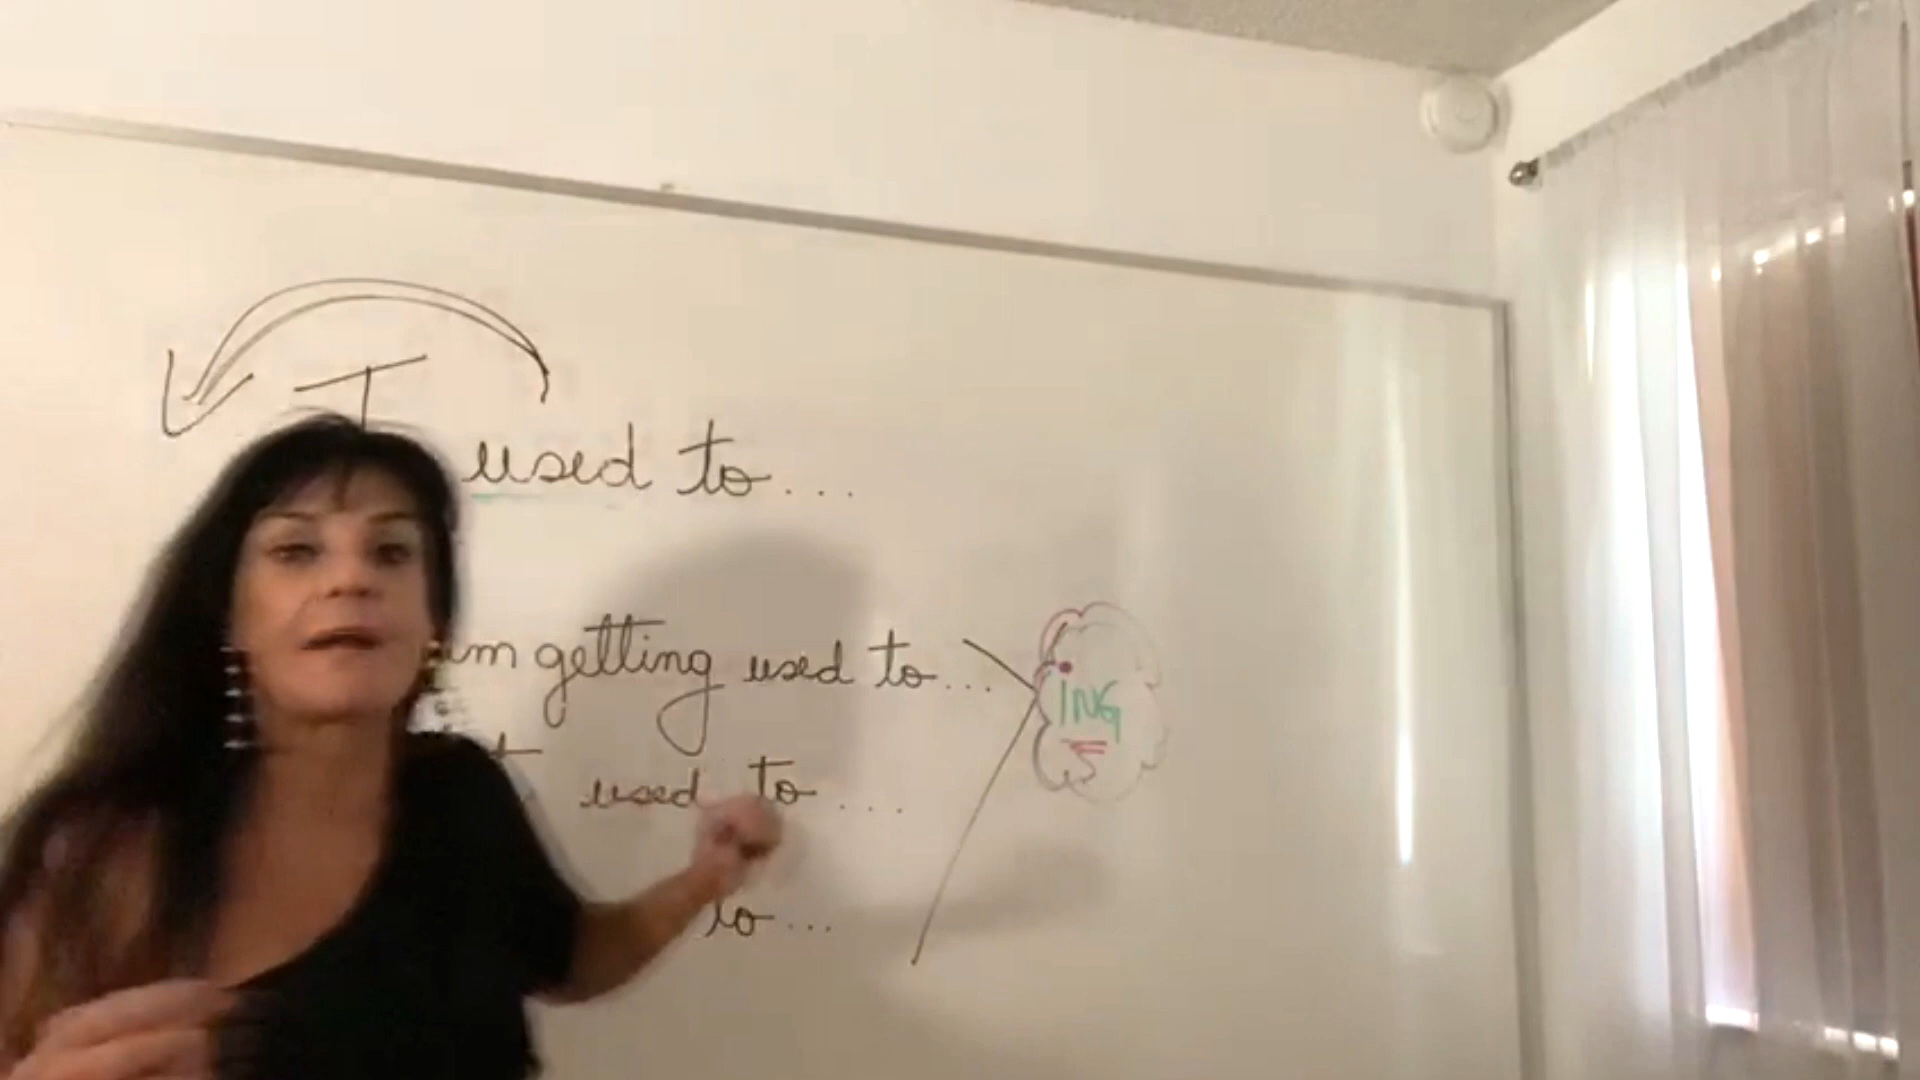 I used to...
am getting used to...
ING
used to...
to...